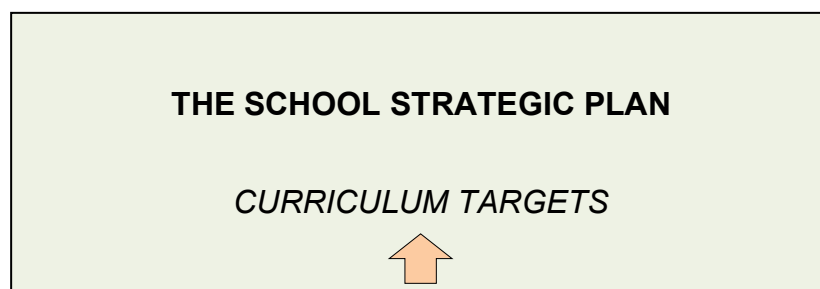 THE SCHOOL STRATEGIC PLAN
CURRICULUM TARGETS